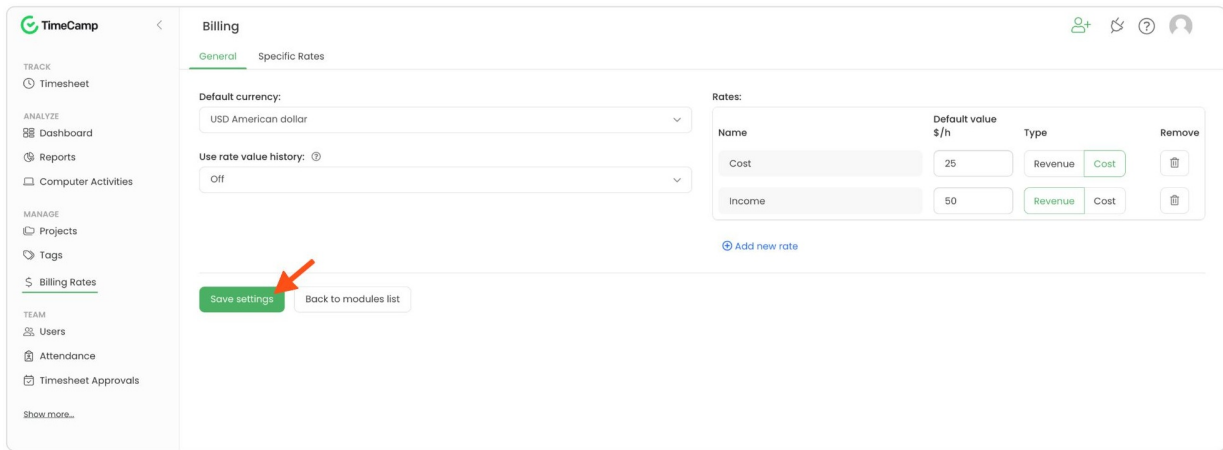 TimeCamp
TRACK
Timesheet
ANALYZE
Dashboard
Reports
Computer Activities
MANAGE
Projects
Tags
Billing Rates
TEAM
Users
Attendance
Timesheet Approvals
Show more...
Billing
General Specific Rates
Default currency:
USD American dollar
Use rate value history:
Off
Rates:
Name Default value $/h Type Remove
Cost 25 Revenue Cost
Income 50 Revenue Cost
Add new rate
Save settings Back to modules list